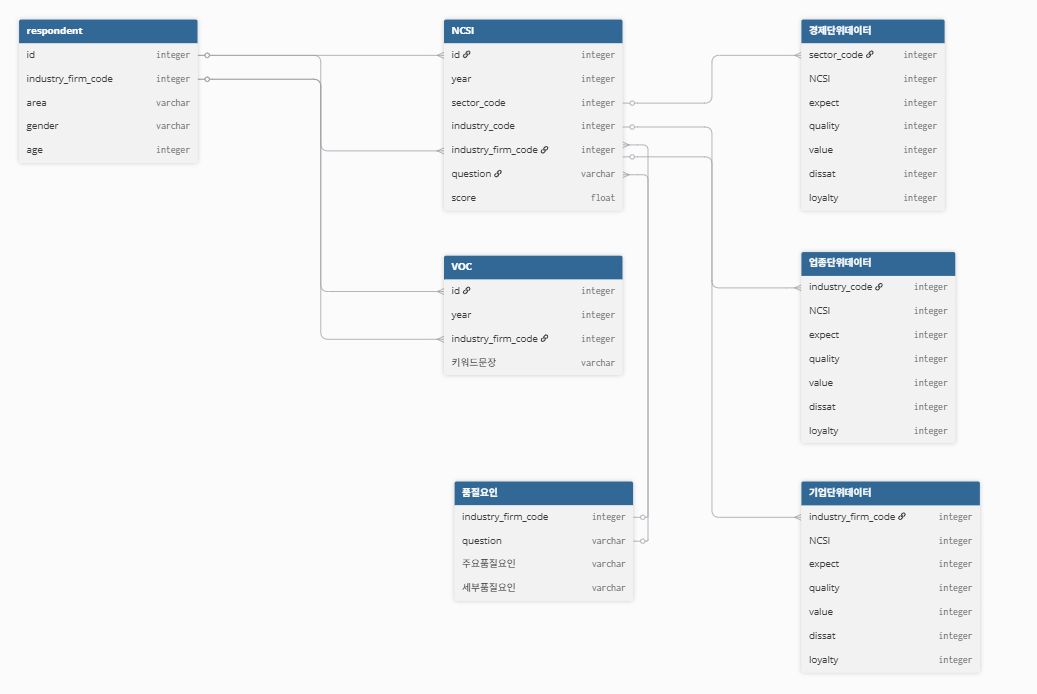 respondent
id integer
industry_firm_code integer
area varchar
gender varchar
age integer
NCSI
id integer
year integer
sector_code integer
industry_code integer
industry_firm_code integer
question varchar
score float
VOC
id integer
year integer
industry_firm_code integer
키워드문장 varchar
품질요인
industry_firm_code integer
question varchar
주요품질요인 varchar
세부품질요인 varchar
경제단위데이터
sector_code integer
NCSI integer
expect integer
quality integer
value integer
dissat integer
loyalty integer
업종단위데이터
industry_code integer
NCSI integer
expect integer
quality integer
value integer
dissat integer
loyalty integer
기업단위데이터
industry_firm_code integer
NCSI integer
expect integer
quality integer
value integer
dissat integer
loyalty integer